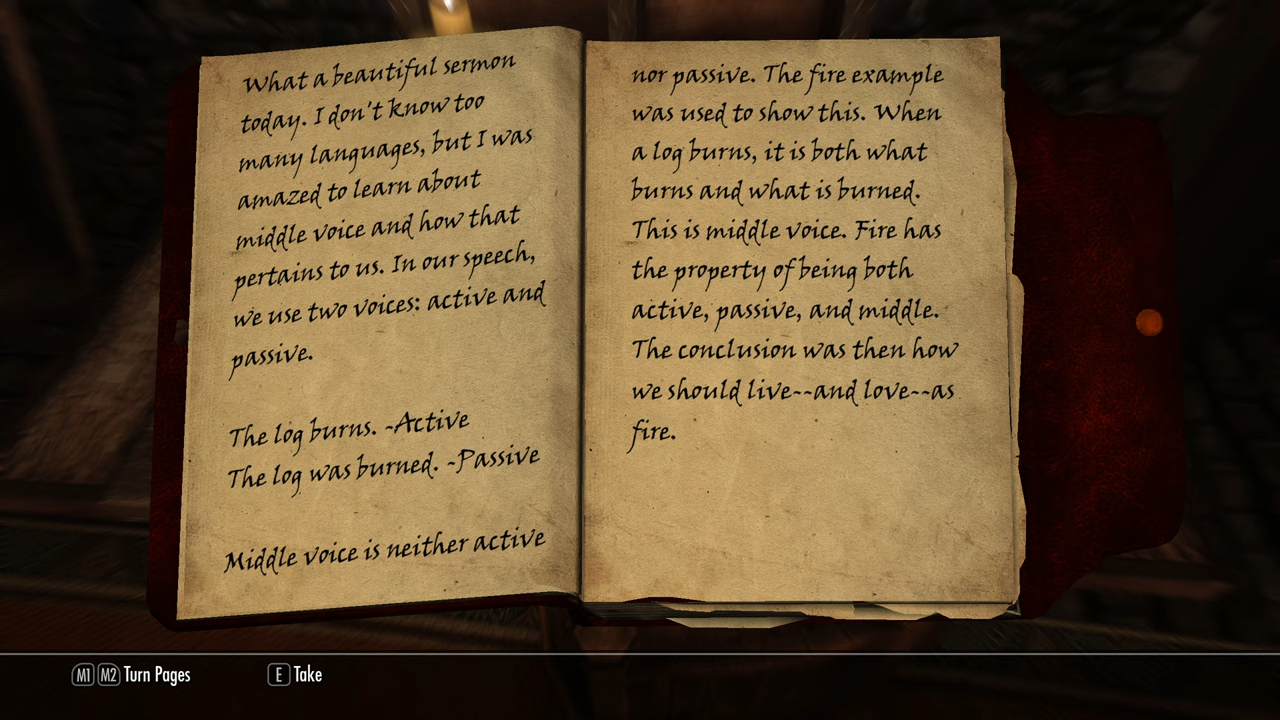 What a beautiful sermon
today. I don't know too
many languages, but I was
amazed to learn about
middle voice and how that
pertains to us. In our speech,
we use two voices: active and
passive.
The log burns. -Active
The log was burned. -Passive
Middle voice is neither active
nor passive. The fire example
was used to show this. When
a log burns, it is both what
burns and what is burned.
This is middle voice. Fire has
the property of being both
active, passive, and middle.
The conclusion was then how
we should live--and love--as
fire.
M1 M2 Turn Pages E Take